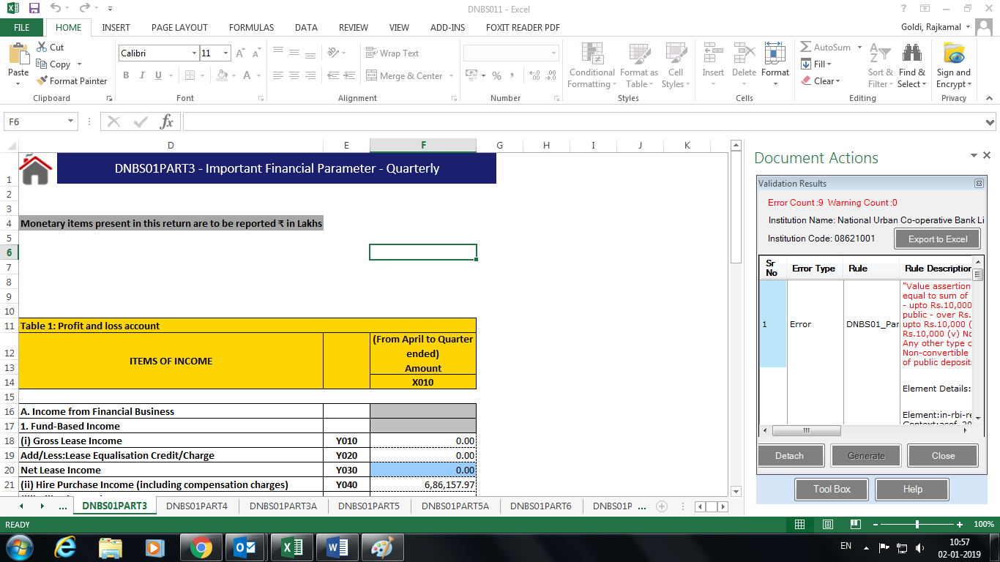 DNBS011 - Excel
FILE HOME INSERT PAGE LAYOUT FORMULAS DATA REVIEW VIEW ADD-INS FOXIT READER PDF Goldi, Rajkamal
Paste Cut Copy Format Painter
Clipboard
Calibri 11
B I U A
Font
Wrap Text
Merge & Center
Alignment
%
Number
Conditional Formatting Format as Table Cell Styles
Styles
Insert Delete Format
Cells
AutoSum
Fill
Clear
Sort & Filter Find & Select
Editing
Sign and Encrypt
Privacy
F6 fx
D E F G H I J K
1 DNBS01PART3 - Important Financial Parameter - Quarterly
2
3
4 Monetary items present in this return are to be reported ₹ in Lakhs
5
6
7
8
9
10
11 Table 1: Profit and loss account
12 (From April to Quarter
ended)
13 ITEMS OF INCOME Amount
14 X010
15
16 A. Income from Financial Business
17 1. Fund-Based Income
18 (i) Gross Lease Income Y010 0.00
19 Add/Less:Lease Equalisation Credit/Charge Y020 0.00
20 Net Lease Income Y030 0.00
21 (ii) Hire Purchase Income (including compensation charges) Y040 6,86,157.97
... DNBS01PART3 DNBS01PART4 DNBS01PART3A DNBS01PART5 DNBS01PART5A DNBS01PART6 DNBS01P ...
Document Actions
Validation Results
Error Count:9 Warning Count:0
Institution Name: National Urban Co-operative Bank Li
Institution Code: 08621001 Export to Excel
Sr No Error Type Rule Rule Description
1 Error DNBS01_Par
"Value assertion
equal to sum of
- upto Rs.10,000
public - over Rs.
upto Rs.10,000 (
Rs.10,000 (v) No
Any other type o
Non-convertible
of public deposit
Element Details:
Element:in-rbi-re
Detach Generate Close
Tool Box Help
READY 100%
EN 10:57
02-01-2019